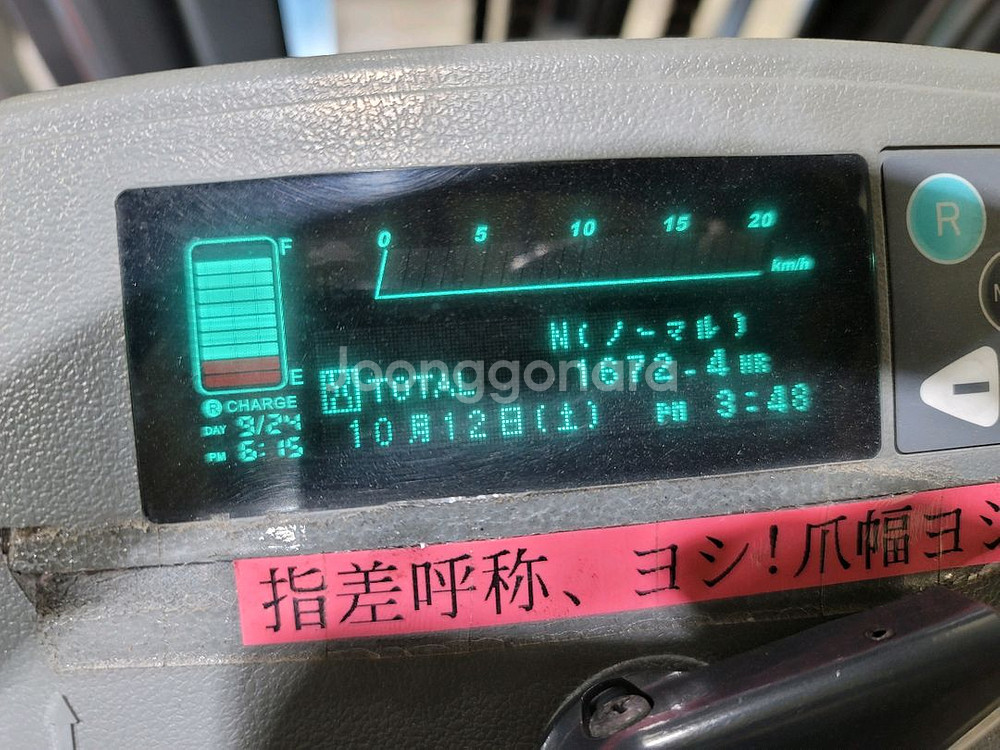 0 5 10 15 20
km/h
F
E
N(ノーマル)
TOTAL 1678.4 HR
10月12日(土) PM 3:48
R CHARGE
DAY 9/24
PM 6:15
R
Joonggonara
指差呼称、ヨシ!爪幅ヨシ